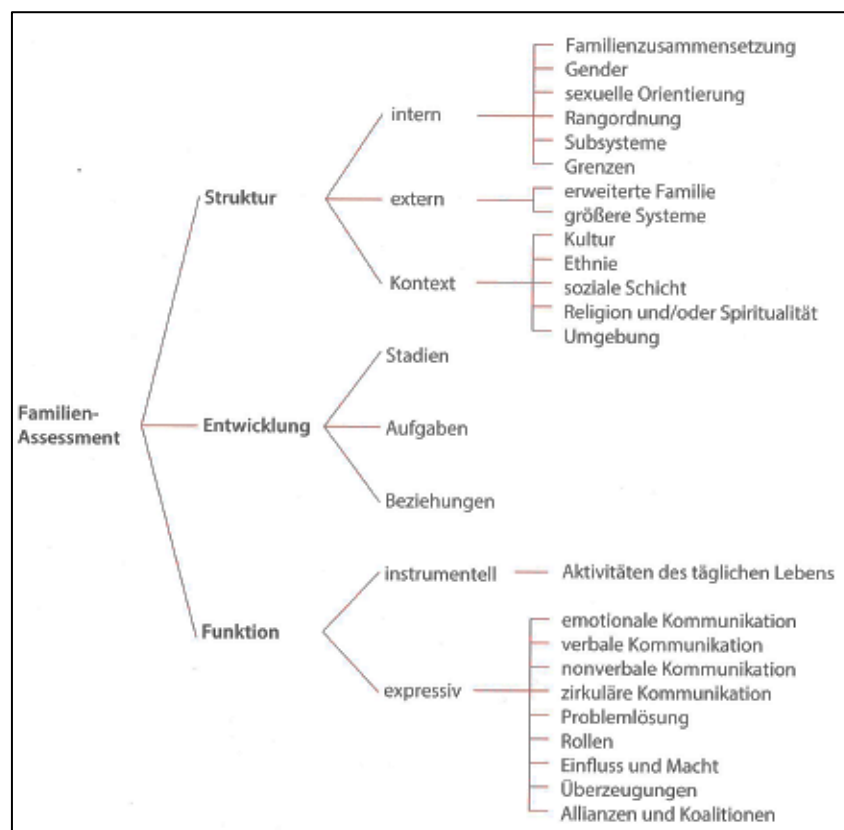 Familien-
Assessment
Struktur
intern
Familienzusammensetzung
Gender
sexuelle Orientierung
Rangordnung
Subsysteme
Grenzen
extern
erweiterte Familie
größere Systeme
Kontext
Kultur
Ethnie
soziale Schicht
Religion und/oder Spiritualität
Umgebung
Entwicklung
Stadien
Aufgaben
Beziehungen
Funktion
instrumentell
Aktivitäten des täglichen Lebens
expressiv
emotionale Kommunikation
verbale Kommunikation
nonverbale Kommunikation
zirkuläre Kommunikation
Problemlösung
Rollen
Einfluss und Macht
Überzeugungen
Allianzen und Koalitionen